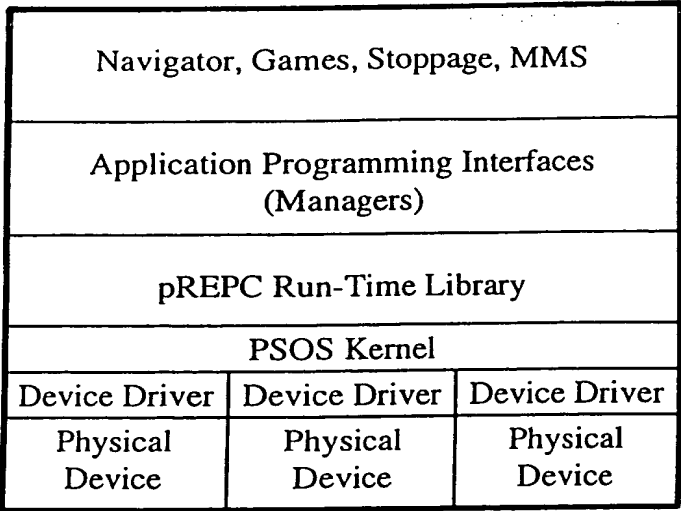 Navigator, Games, Stoppage, MMS
Application Programming Interfaces
(Managers)
pREPC Run-Time Library
PSOS Kernel
Device Driver Device Driver Device Driver
Physical Physical Physical
Device Device Device